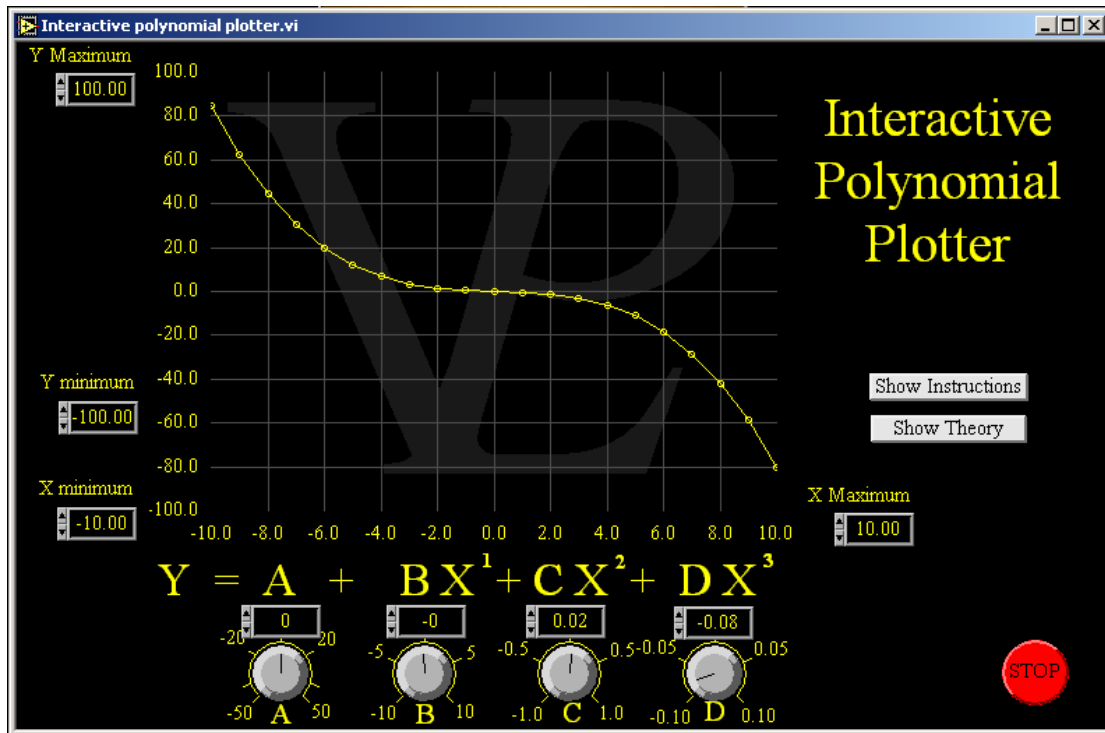 Interactive polynomial plotter.vi
Y Maximum
100.00
100.0
80.0
60.0
40.0
20.0
0.0
-20.0
-40.0
-60.0
-80.0
-100.0
Y minimum
-100.00
X minimum
-10.00
-10.0 -8.0 -6.0 -4.0 -2.0 0.0 2.0 4.0 6.0 8.0 10.0
VPL
Interactive
Polynomial
Plotter
Show Instructions
Show Theory
X Maximum
10.00
Y = A + BX¹+ CX²+ DX³
0 -0 0.02 -0.08
-20 20 -5 5 -0.5 0.5 -0.05 0.05
-50 A 50 -10 B 10 -1.0 C 1.0 -0.10 D 0.10
STOP